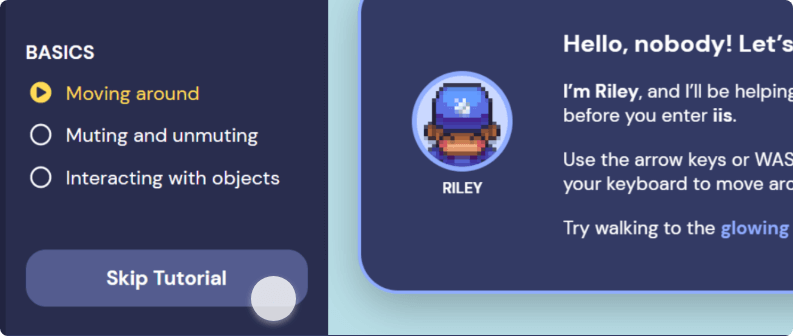 BASICS
Moving around
Muting and unmuting
Interacting with objects
Skip Tutorial
RILEY
Hello, nobody! Let's
I'm Riley, and I'll be helping
before you enter iis.
Use the arrow keys or WAS
your keyboard to move aro
Try walking to the glowing